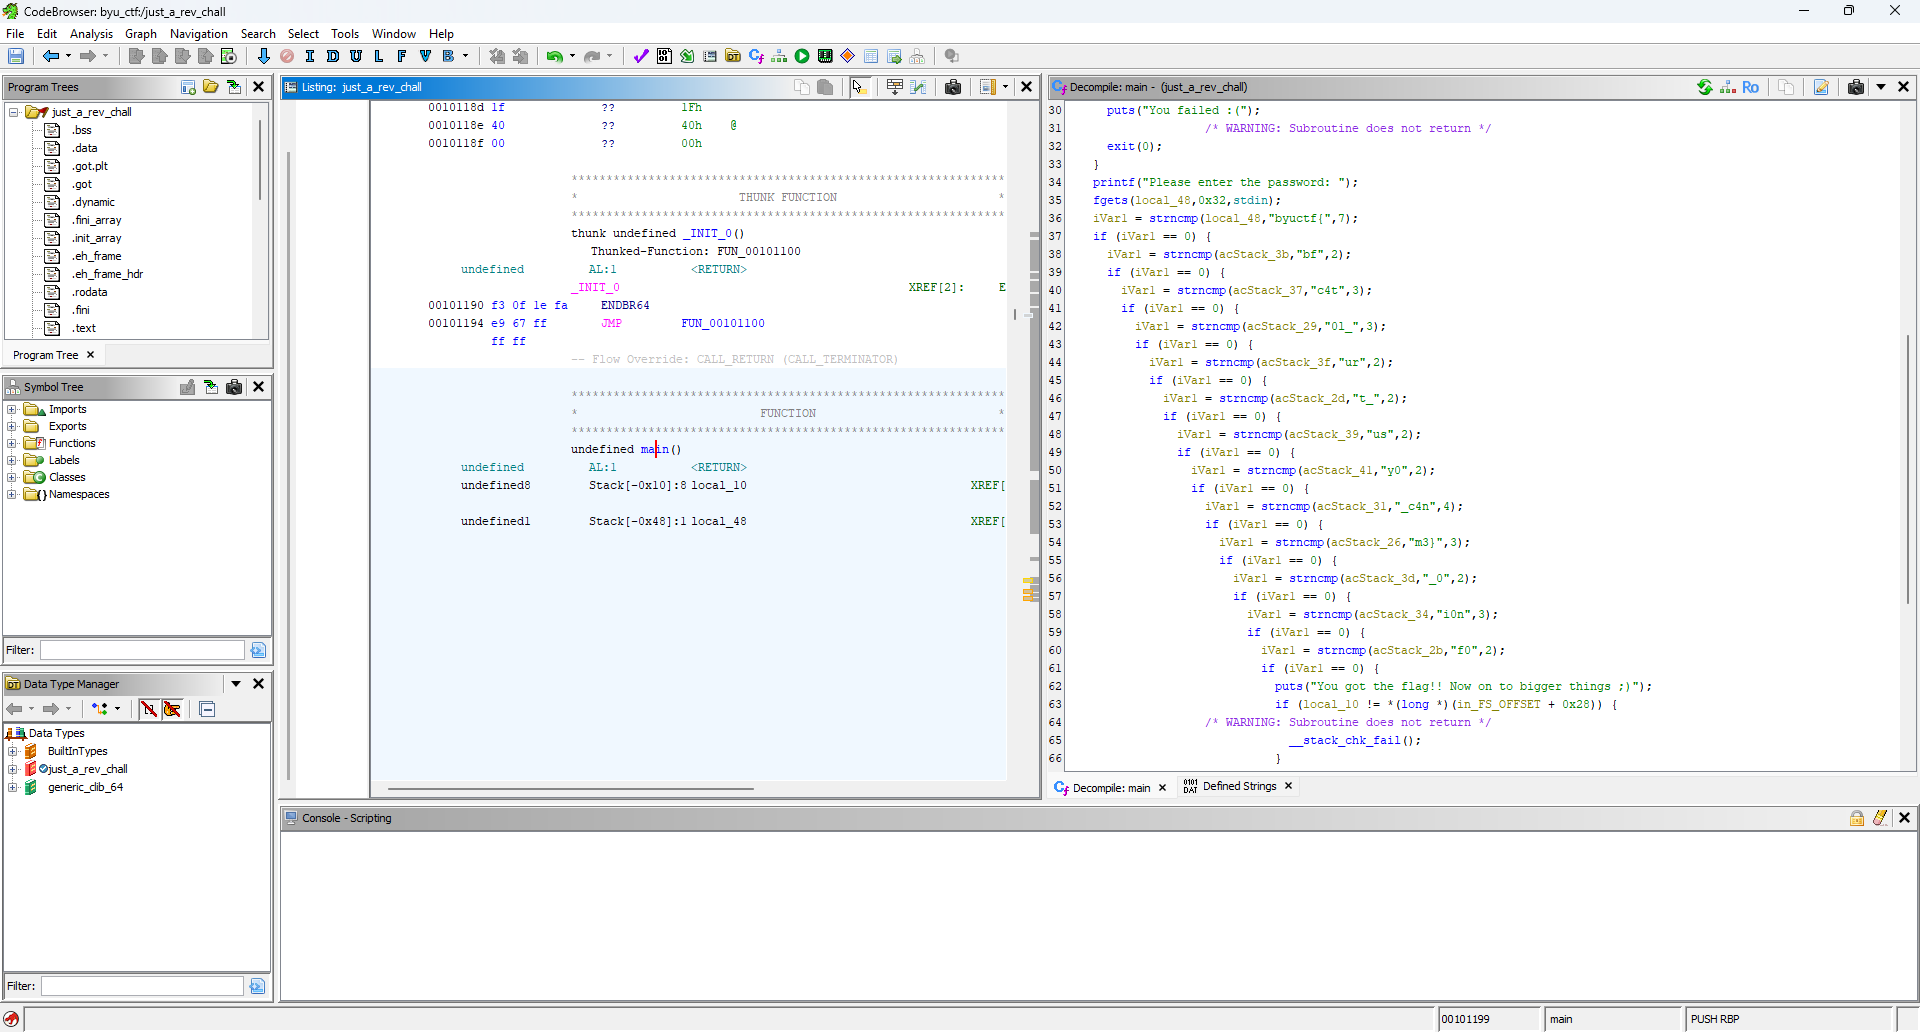 CodeBrowser: byu_ctf:/just_a_rev_chall
File Edit Analysis Graph Navigation Search Select Tools Window Help
I D U L F V B
Program Trees
just_a_rev_chall
.bss
.data
.got.plt
.got
.dynamic
.fini_array
.init_array
.eh_frame
.eh_frame_hdr
.rodata
.fini
.text
Program Tree
Symbol Tree
Imports
Exports
Functions
Labels
Classes
Namespaces
Filter:
Data Type Manager
Data Types
BuiltInTypes
just_a_rev_chall
generic_clib_64
Filter:
Listing: just_a_rev_chall
0010118d 1f ?? 1Fh
0010118e 40 ?? 40h @
0010118f 00 ?? 00h
**************************************************************
* THUNK FUNCTION *
**************************************************************
thunk undefined _INIT_0()
Thunked-Function: FUN_00101100
undefined AL:1 <RETURN>
_INIT_0 XREF[2]: E
00101190 f3 0f 1e fa ENDBR64
00101194 e9 67 ff JMP FUN_00101100
ff ff
-- Flow Override: CALL_RETURN (CALL_TERMINATOR)
**************************************************************
* FUNCTION *
**************************************************************
undefined main()
undefined AL:1 <RETURN>
undefined8 Stack[-0x10]:8 local_10 XREF[
undefined1 Stack[-0x48]:1 local_48 XREF[
Decompile: main - (just_a_rev_chall)
Ro
30 puts("You failed :(");
31 /* WARNING: Subroutine does not return */
32 exit(0);
33 }
34 printf("Please enter the password: ");
35 fgets(local_48,0x32,stdin);
36 iVar1 = strncmp(local_48,"byuctf{",7);
37 if (iVar1 == 0) {
38 iVar1 = strncmp(acStack_3b,"bf",2);
39 if (iVar1 == 0) {
40 iVar1 = strncmp(acStack_37,"c4t",3);
41 if (iVar1 == 0) {
42 iVar1 = strncmp(acStack_29,"0l_",3);
43 if (iVar1 == 0) {
44 iVar1 = strncmp(acStack_3f,"ur",2);
45 if (iVar1 == 0) {
46 iVar1 = strncmp(acStack_2d,"t_",2);
47 if (iVar1 == 0) {
48 iVar1 = strncmp(acStack_39,"us",2);
49 if (iVar1 == 0) {
50 iVar1 = strncmp(acStack_41,"y0",2);
51 if (iVar1 == 0) {
52 iVar1 = strncmp(acStack_31,"_c4n",4);
53 if (iVar1 == 0) {
54 iVar1 = strncmp(acStack_26,"m3}",3);
55 if (iVar1 == 0) {
56 iVar1 = strncmp(acStack_3d,"_0",2);
57 if (iVar1 == 0) {
58 iVar1 = strncmp(acStack_34,"i0n",3);
59 if (iVar1 == 0) {
60 iVar1 = strncmp(acStack_2b,"f0",2);
61 if (iVar1 == 0) {
62 puts("You got the flag!! Now on to bigger things ;)");
63 if (local_10 != *(long *)(in_FS_OFFSET + 0x28)) {
64 /* WARNING: Subroutine does not return */
65 __stack_chk_fail();
66 }
Decompile: main
Defined Strings
Console - Scripting
00101199 main PUSH RBP